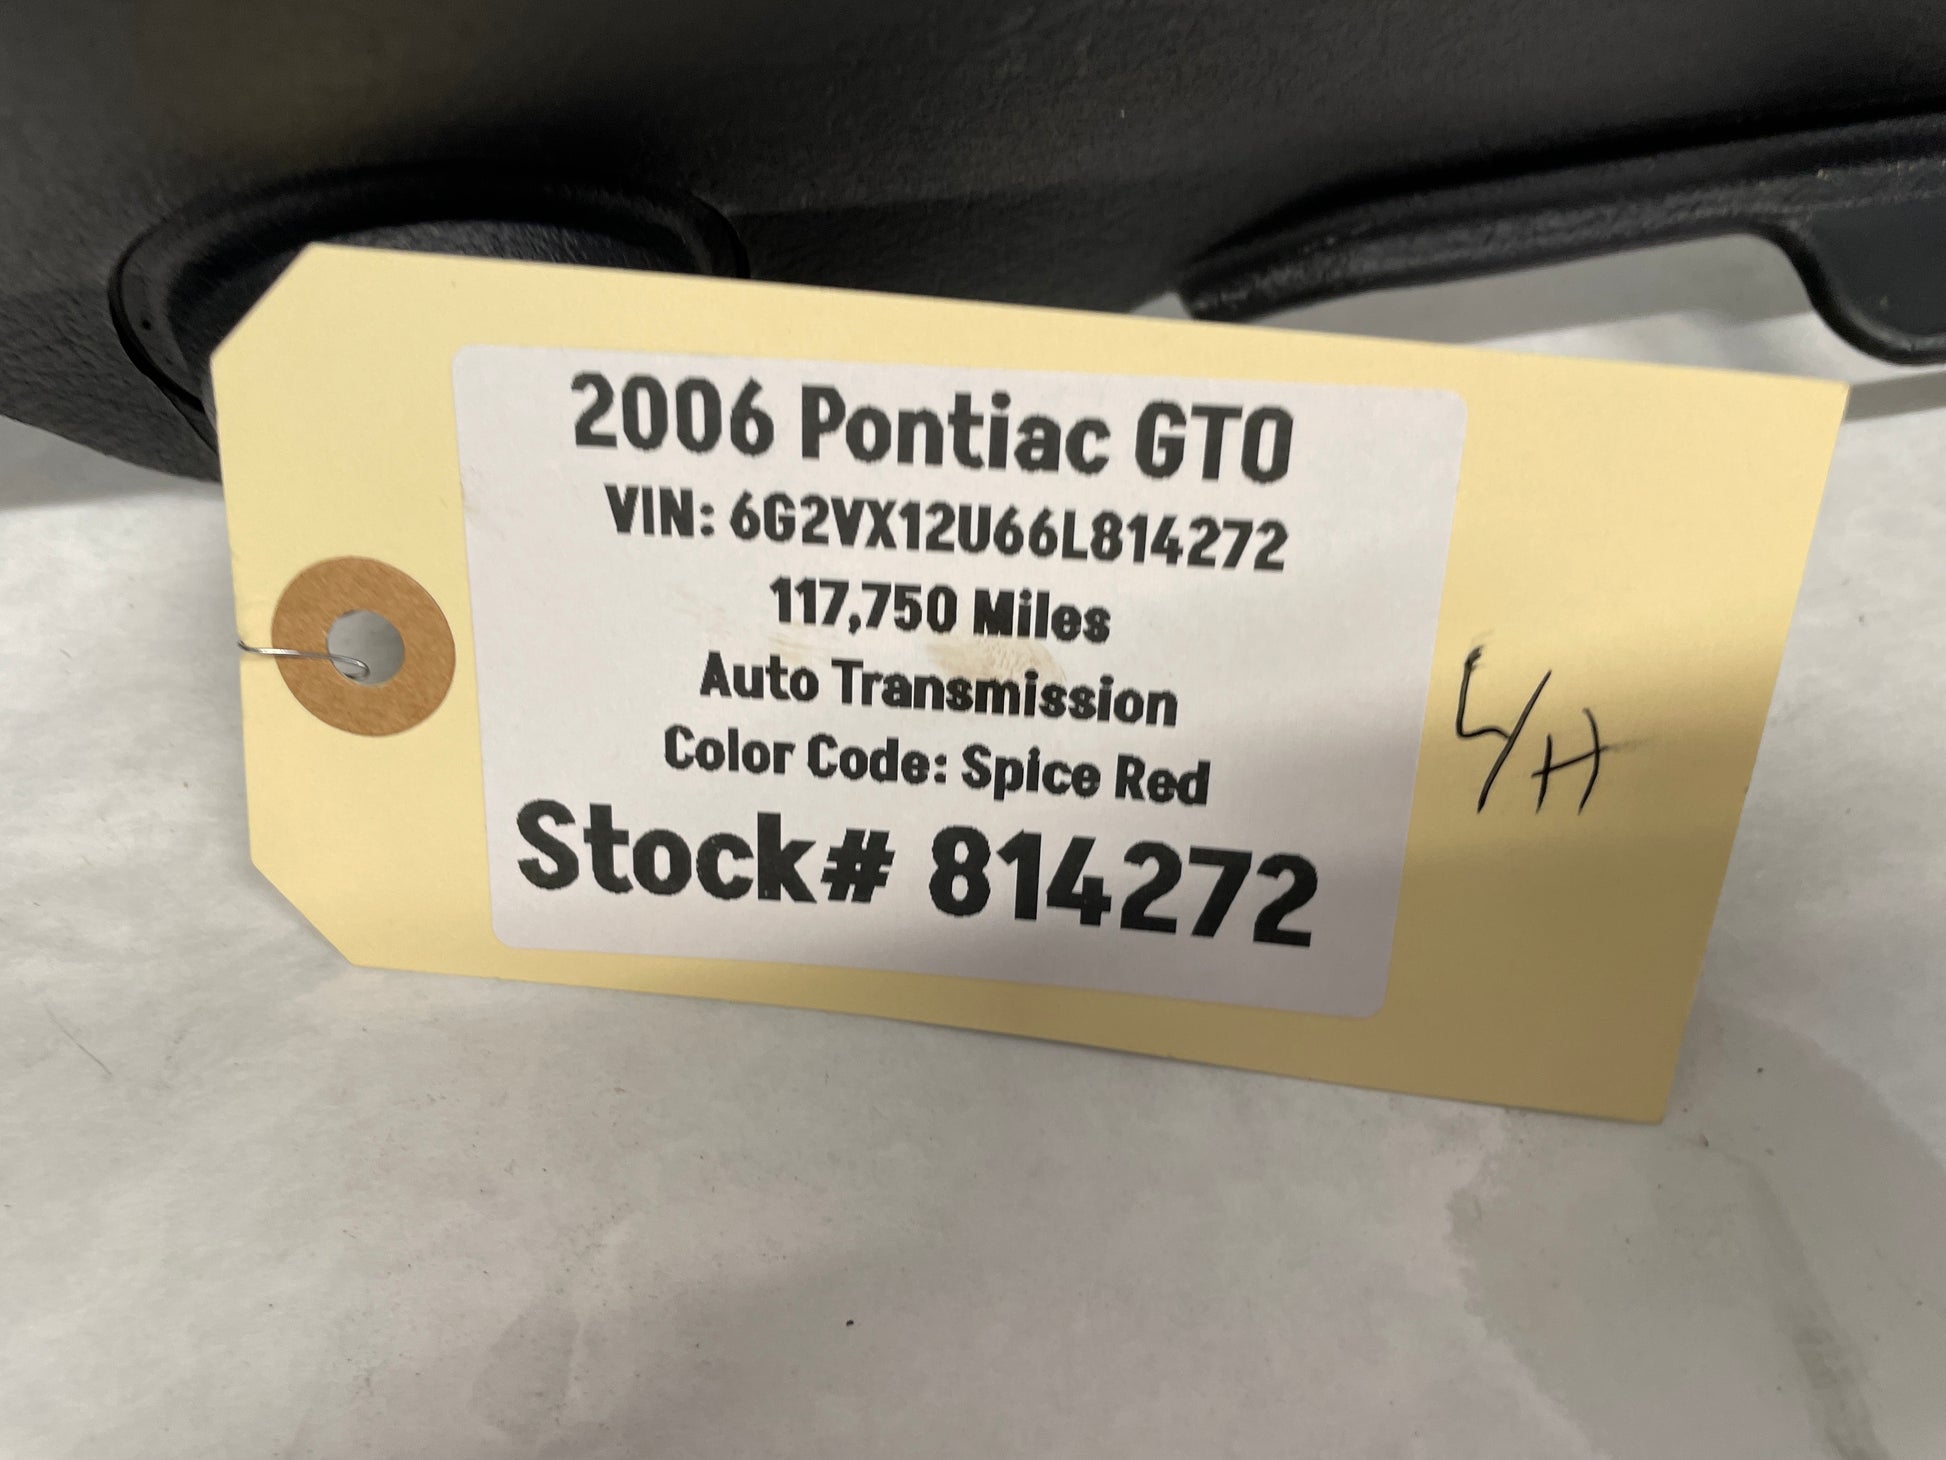 2006 Pontiac GTO
VIN: 6G2VX12U66L814272
117,750 Miles
Auto Transmission
Color Code: Spice Red
Stock# 814272
L/H